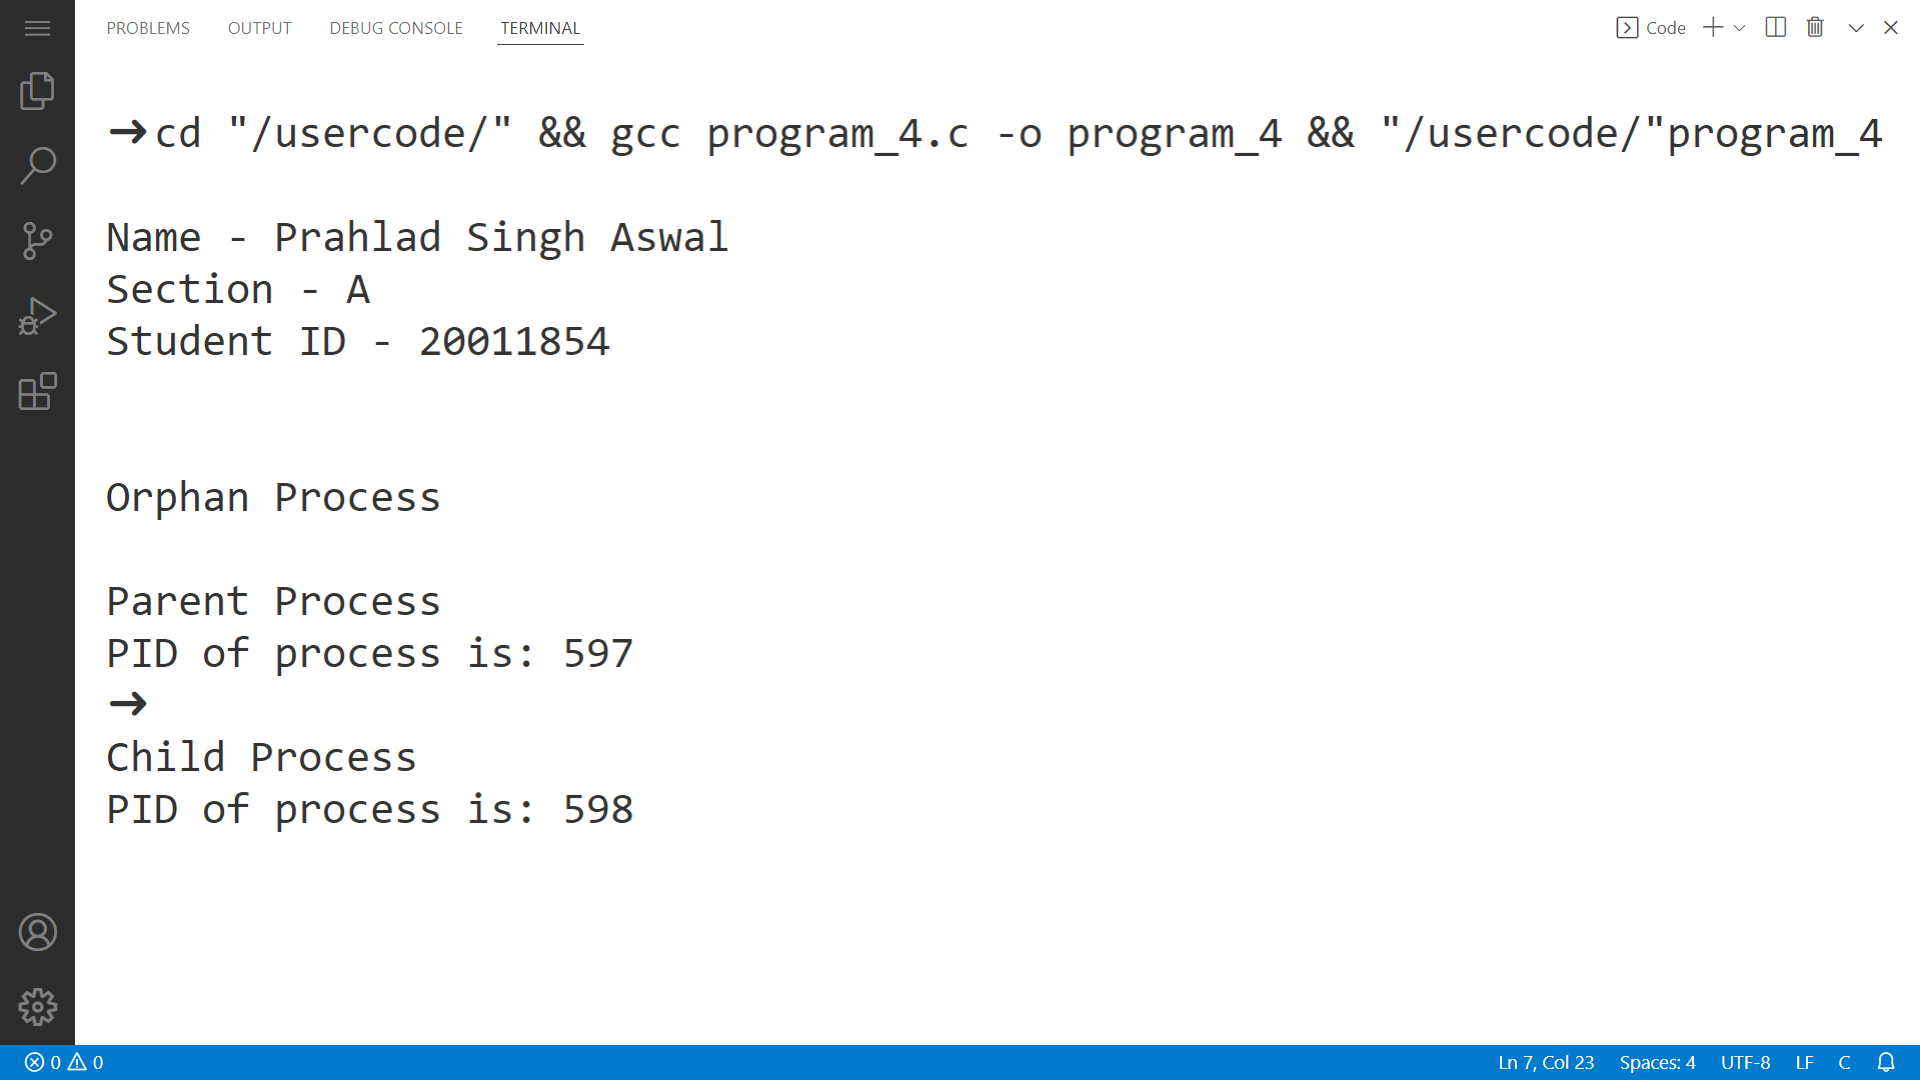 PROBLEMS OUTPUT DEBUG CONSOLE TERMINAL Code
➜cd "/usercode/" && gcc program_4.c -o program_4 && "/usercode/"program_4
Name - Prahlad Singh Aswal
Section - A
Student ID - 20011854
Orphan Process
Parent Process
PID of process is: 597
➜
Child Process
PID of process is: 598
0 0 Ln 7, Col 23 Spaces: 4 UTF-8 LF C